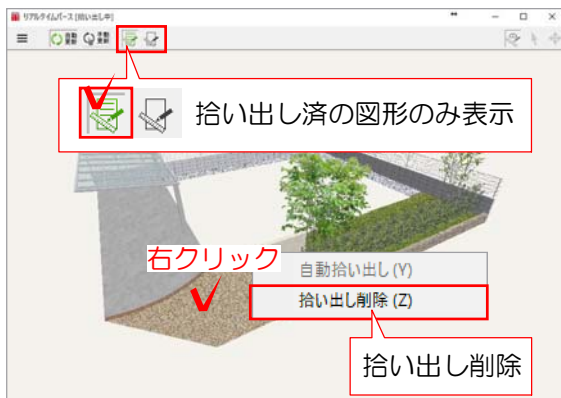 リアルタイムパース [拾い出し中]
拾い出し済の図形のみ表示
右クリック
自動拾い出し(Y)
拾い出し削除(Z)
拾い出し削除